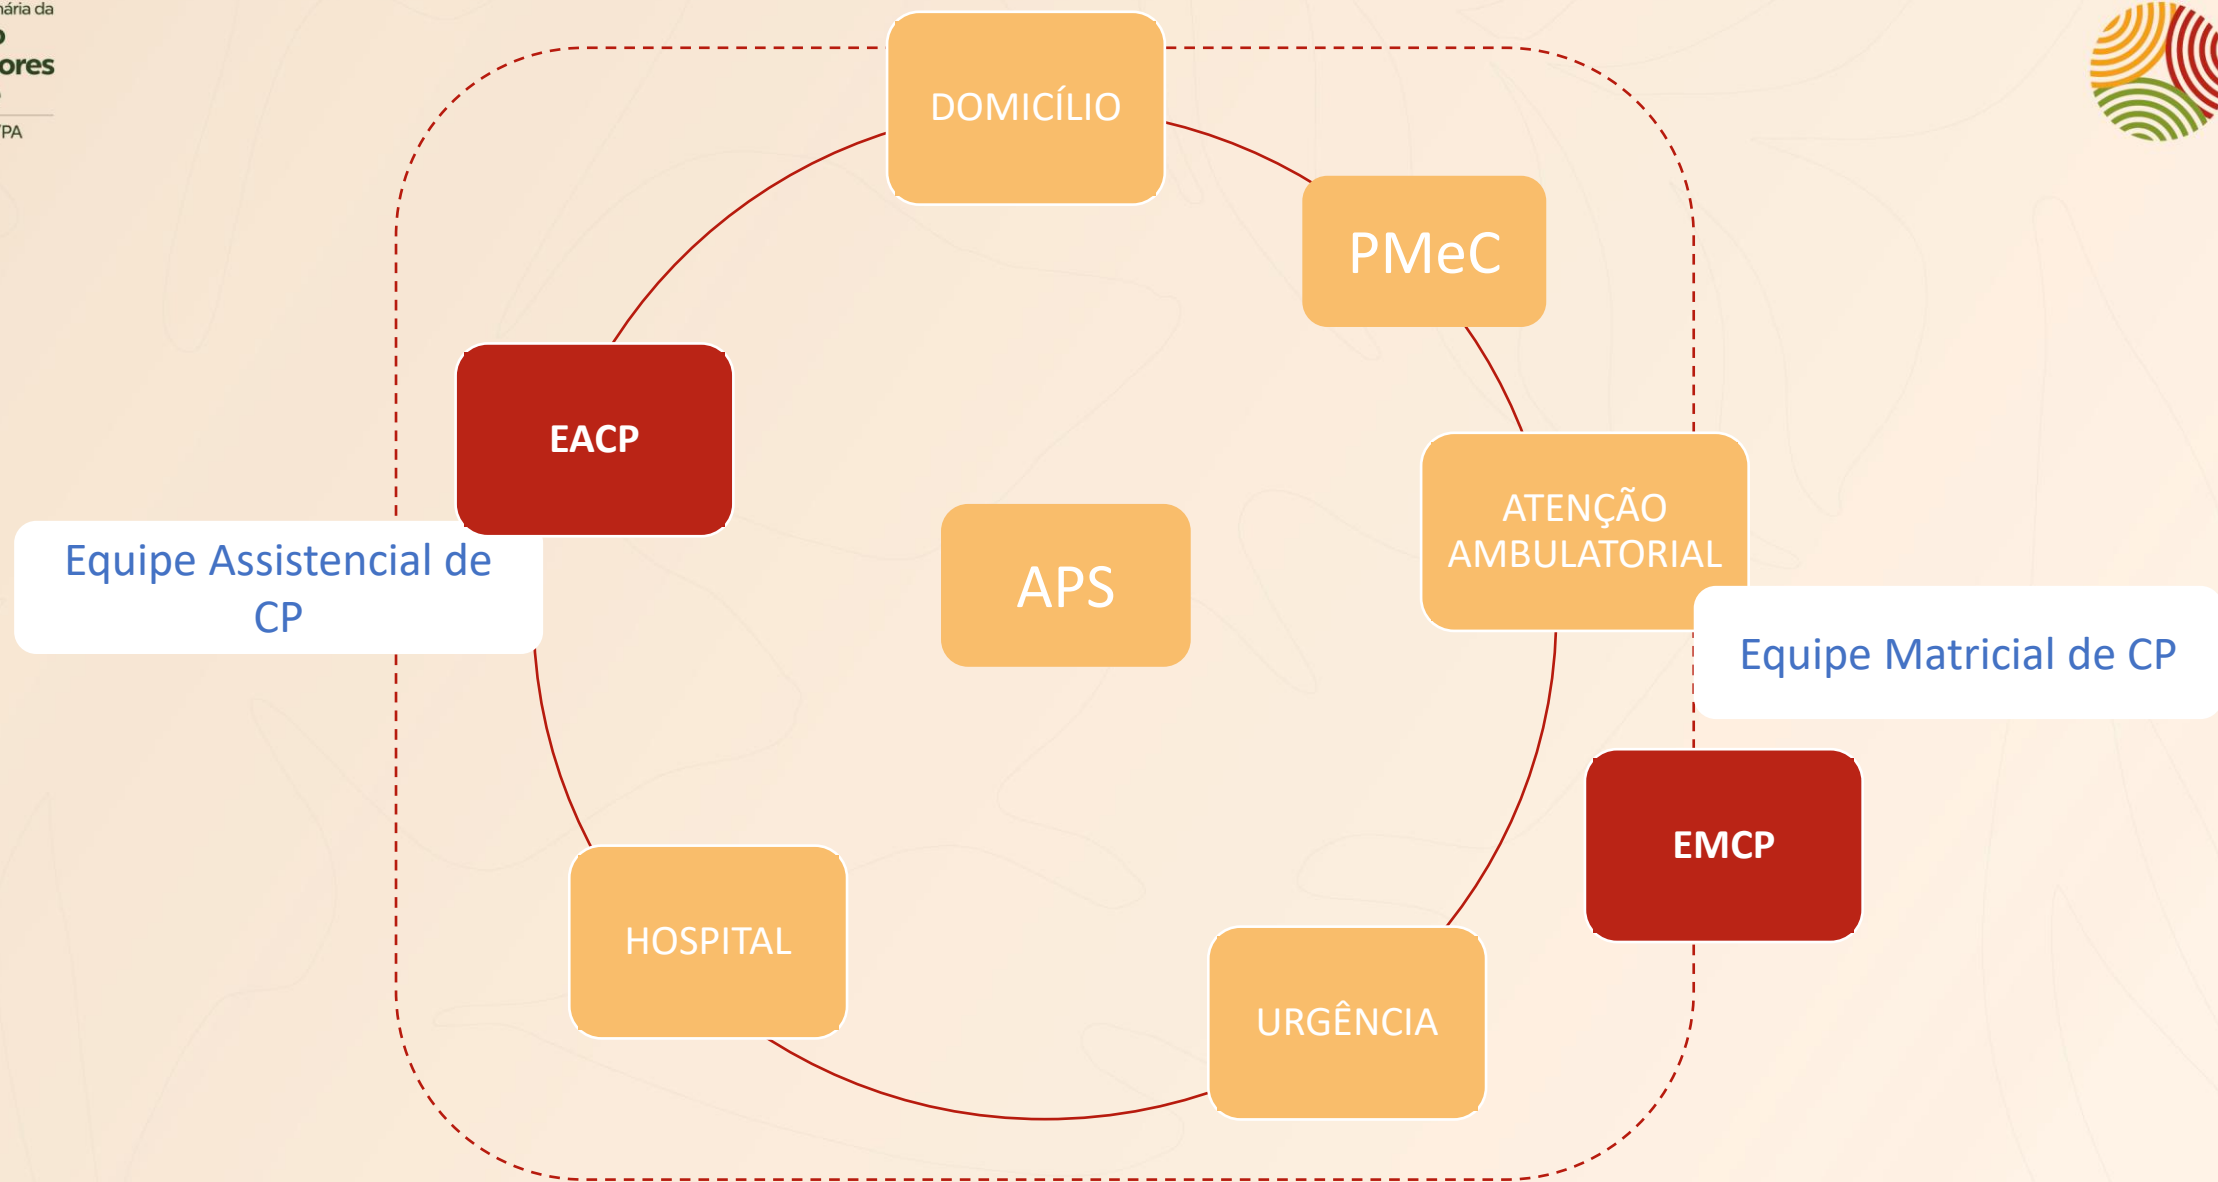 DOMICÍLIO
PMeC
EACP
ATENÇÃO
AMBULATORIAL
Equipe Assistencial de
CP
APS
Equipe Matricial de CP
EMCP
HOSPITAL
URGÊNCIA